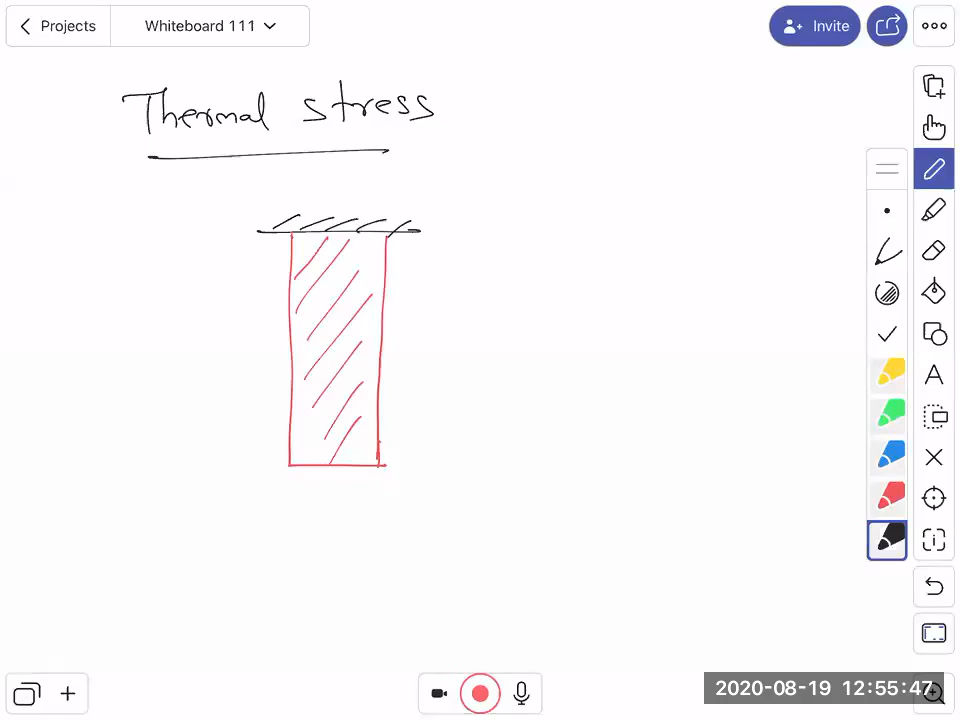 Projects
Whiteboard 111
Invite
Thermal stress
2020-08-19 12:55:47